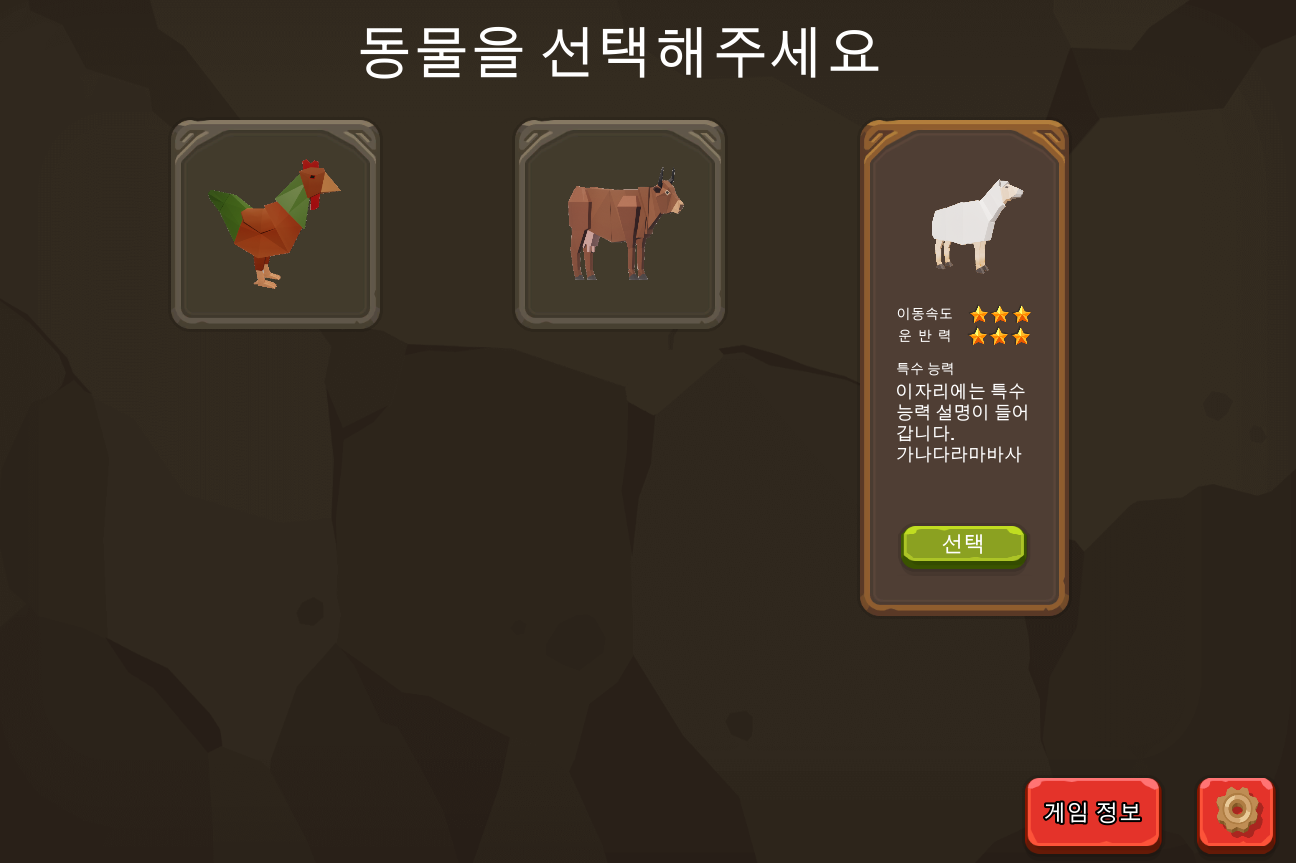 동물을 선택해주세요
이동속도
운 반 력
특수 능력
이자리에는 특수
능력 설명이 들어
갑니다.
가나다라마바사
선택
게임 정보